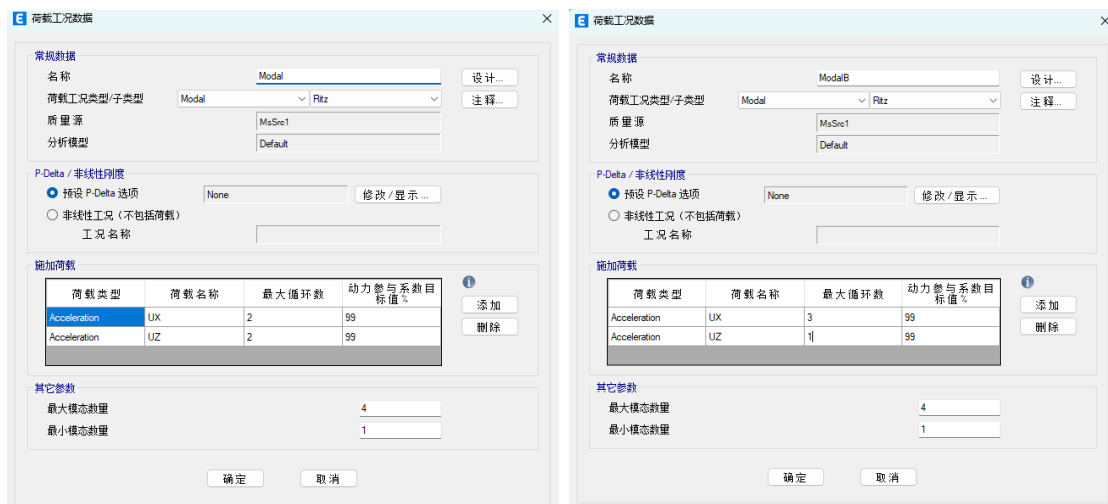 E 荷载工况数据 ×
常规数据
名称 Modal 设计...
荷载工况类型/子类型 Modal Ritz 注释...
质量源 MsSrc1
分析模型 Default
P-Delta / 非线性刚度
预设 P-Delta 选项 None 修改/显示...
非线性工况（不包括荷载）
工况名称
施加荷载
荷载类型 荷载名称 最大循环数 动力参与系数目标值%
Acceleration UX 2 99
Acceleration UZ 2 99
添加
删除
其它参数
最大模态数量 4
最小模态数量 1
确定 取消
E 荷载工况数据 ×
常规数据
名称 ModalB 设计...
荷载工况类型/子类型 Modal Ritz 注释...
质量源 MsSrc1
分析模型 Default
P-Delta / 非线性刚度
预设 P-Delta 选项 None 修改/显示...
非线性工况（不包括荷载）
工况名称
施加荷载
荷载类型 荷载名称 最大循环数 动力参与系数目标值%
Acceleration UX 3 99
Acceleration UZ 1 99
添加
删除
其它参数
最大模态数量 4
最小模态数量 1
确定 取消